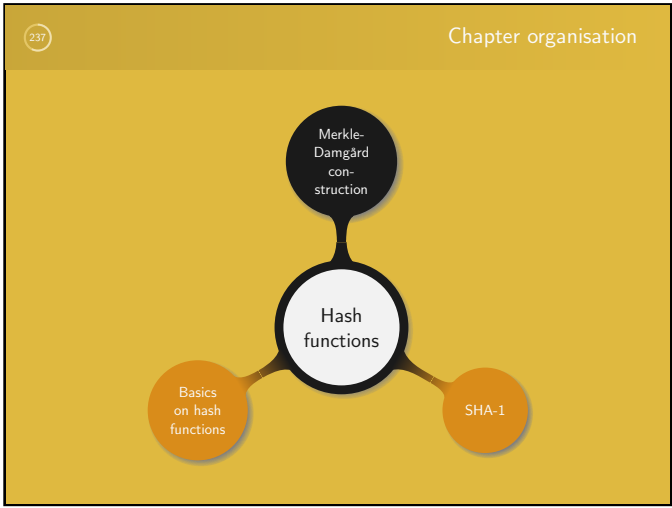 237
Chapter organisation
Merkle-
Damgård
con-
struction
Hash
functions
Basics
on hash
functions
SHA-1